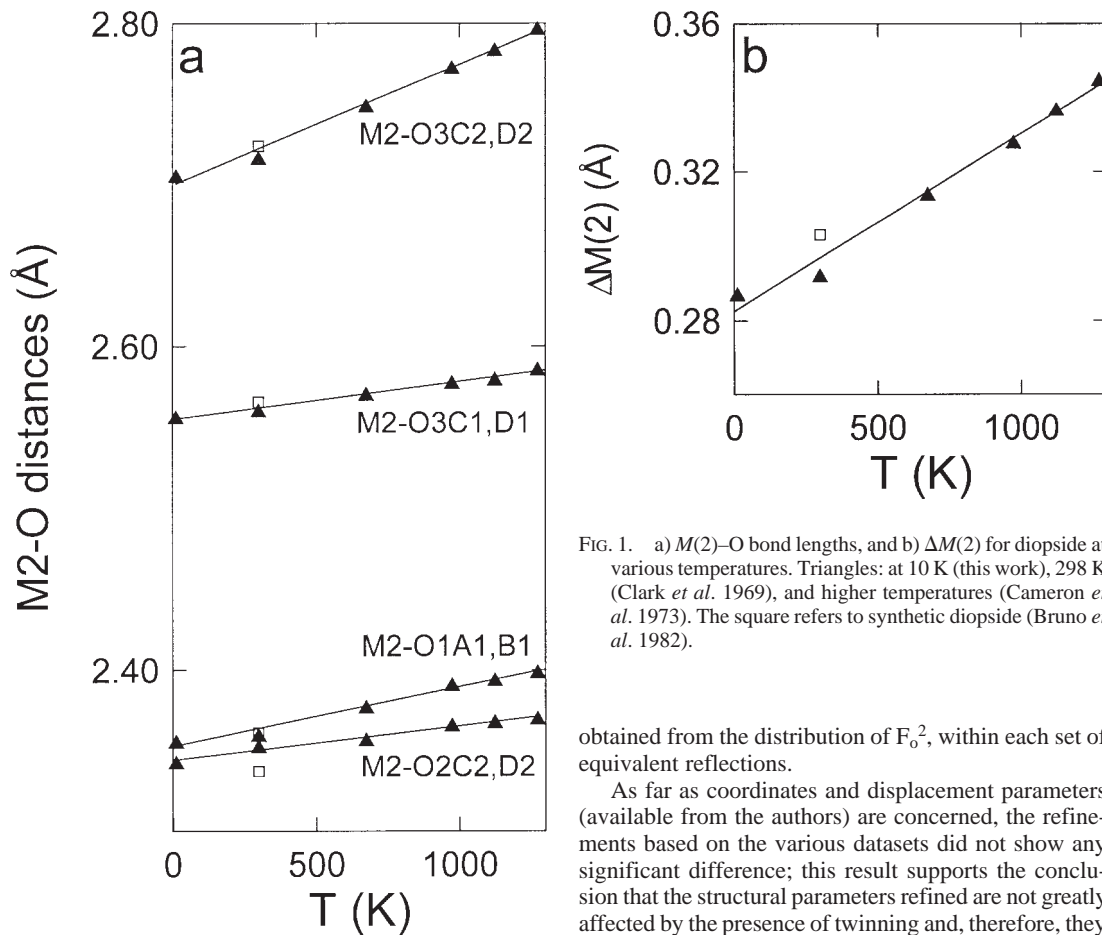 2.80
a
M2-O3C2,D2
2.60
M2-O3C1,D1
2.40
M2-O1A1,B1
M2-O2C2,D2
M2-O distances (Å)
0
500
1000
T (K)
0.36
b
0.32
0.28
ΔM(2) (Å)
0
500
1000
T (K)
FIG. 1. a) M(2)–O bond lengths, and b) ΔM(2) for diopside at
various temperatures. Triangles: at 10 K (this work), 298 K
(Clark et al. 1969), and higher temperatures (Cameron e
al. 1973). The square refers to synthetic diopside (Bruno e
al. 1982).
obtained from the distribution of Fₒ², within each set of
equivalent reflections.
As far as coordinates and displacement parameters
(available from the authors) are concerned, the refine-
ments based on the various datasets did not show any
significant difference; this result supports the conclu-
sion that the structural parameters refined are not greatly
affected by the presence of twinning and, therefore, they